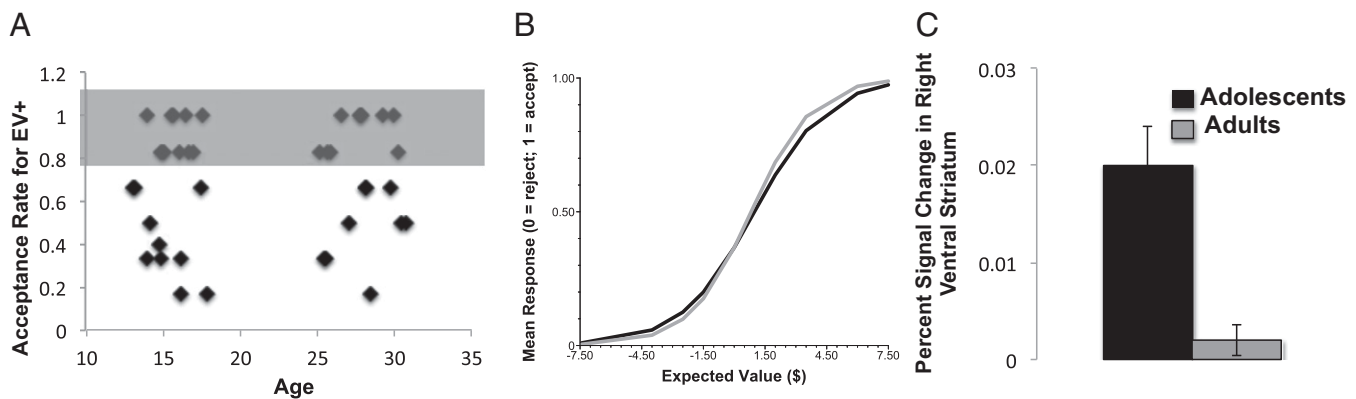 A
Acceptance Rate for EV+
1.2
1
0.8
0.6
0.4
0.2
0
10
15
20
25
30
35
Age
B
Mean Response (0 = reject; 1 = accept)
1.00
0.50
0
-7.50
-4.50
-1.50
1.50
4.50
7.50
Expected Value ($)
C
Percent Signal Change in Right
Ventral Striatum
0.03
0.02
0.01
0
Adolescents
Adults